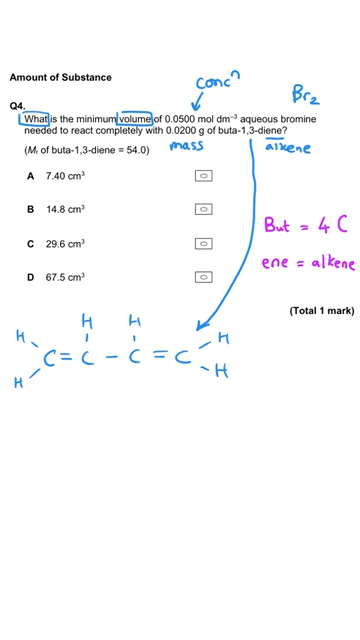 concⁿ
Br₂
Amount of Substance
Q4.
What is the minimum volume of 0.0500 mol dm⁻³ aqueous bromine
needed to react completely with 0.0200 g of buta-1,3-diene?
(Mᵣ of buta-1,3-diene = 54.0)
mass
alkene
A 7.40 cm³
B 14.8 cm³
C 29.6 cm³
D 67.5 cm³
But = 4 C
ene = alkene
(Total 1 mark)
H H H H
C = C – C = C
H H